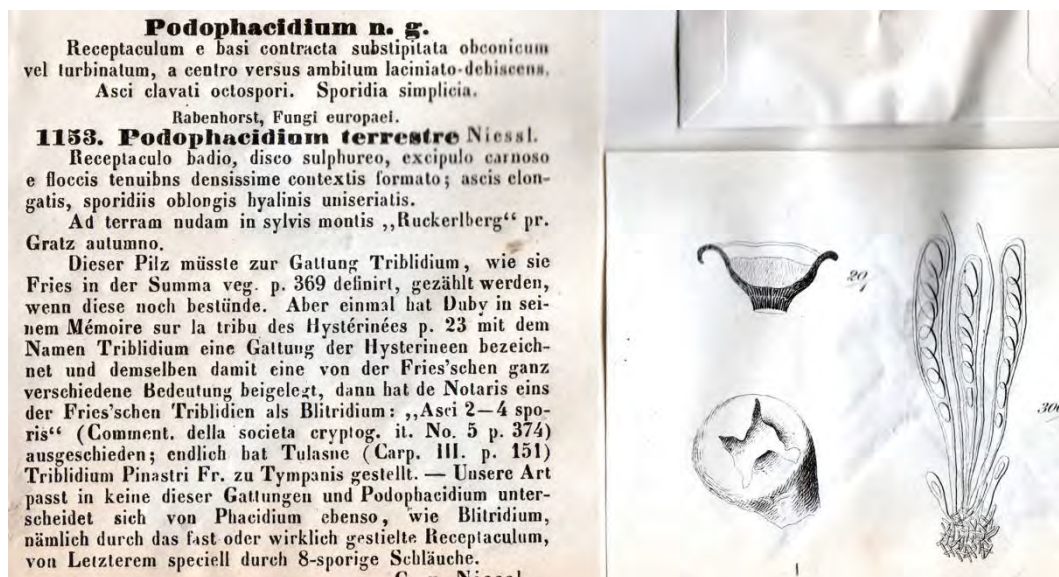 Podophacidium n. g.
Receptaculum e basi contracta substipitata obconicum
vel turbinatum, a centro versus ambitum laciniato-dehiscens.
Asci clavati octospori. Sporidia simplicia.
Rabenhorst, Fungi europaei.
1153. Podophacidium terrestre Niessl.
Receptaculo badio, disco sulphureo, excipulo carnoso
e floccis tenuibns densissime contextis formato; ascis elon-
gatis, sporidiis oblongis hyalinis uniseriatis.
Ad terram nudam in sylvis montis „Ruckerlberg“ pr.
Gratz autumno.
Dieser Pilz müsste zur Gattung Triblidium, wie sie
Fries in der Summa veg. p. 369 definirt, gezählt werden,
wenn diese noch bestünde. Aber einmal hat Duby in sei-
nem Mémoire sur la tribu des Hystérinées p. 23 mit dem
Namen Triblidium eine Gattung der Hysterineen bezeich-
net und demselben damit eine von der Fries’schen ganz
verschiedene Bedeutung beigelegt, dann hat de Notaris eins
der Fries’schen Triblidien als Blitridium: „Asci 2—4 spo-
ris“ (Comment. della societa cryptog. it. No. 5 p. 374)
ausgeschieden; endlich hat Tulasne (Carp. III. p. 151)
Triblidium Pinastri Fr. zu Tympanis gestellt. — Unsere Art
passt in keine dieser Gattungen und Podophacidium unter-
scheidet sich von Phacidium ebenso, wie Blitridium,
nämlich durch das fast oder wirklich gestielte Receptaculum,
von Letzterem speciell durch 8-sporige Schläuche.
Niessl
20/1
300